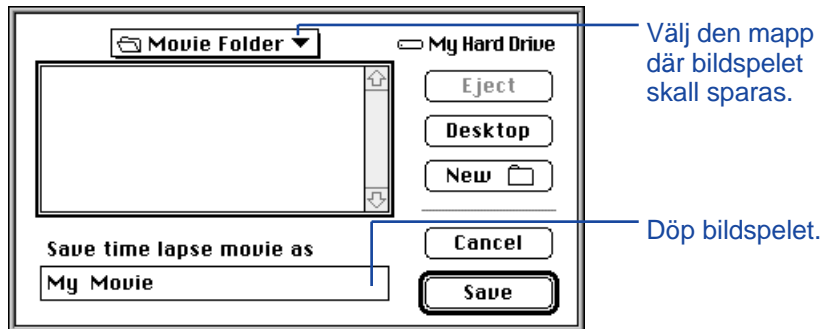 Movie Folder
My Hard Drive
Eject
Desktop
New
Save time lapse movie as
My Movie
Cancel
Save
Välj den mapp
där bildspelet
skall sparas.
Döp bildspelet.